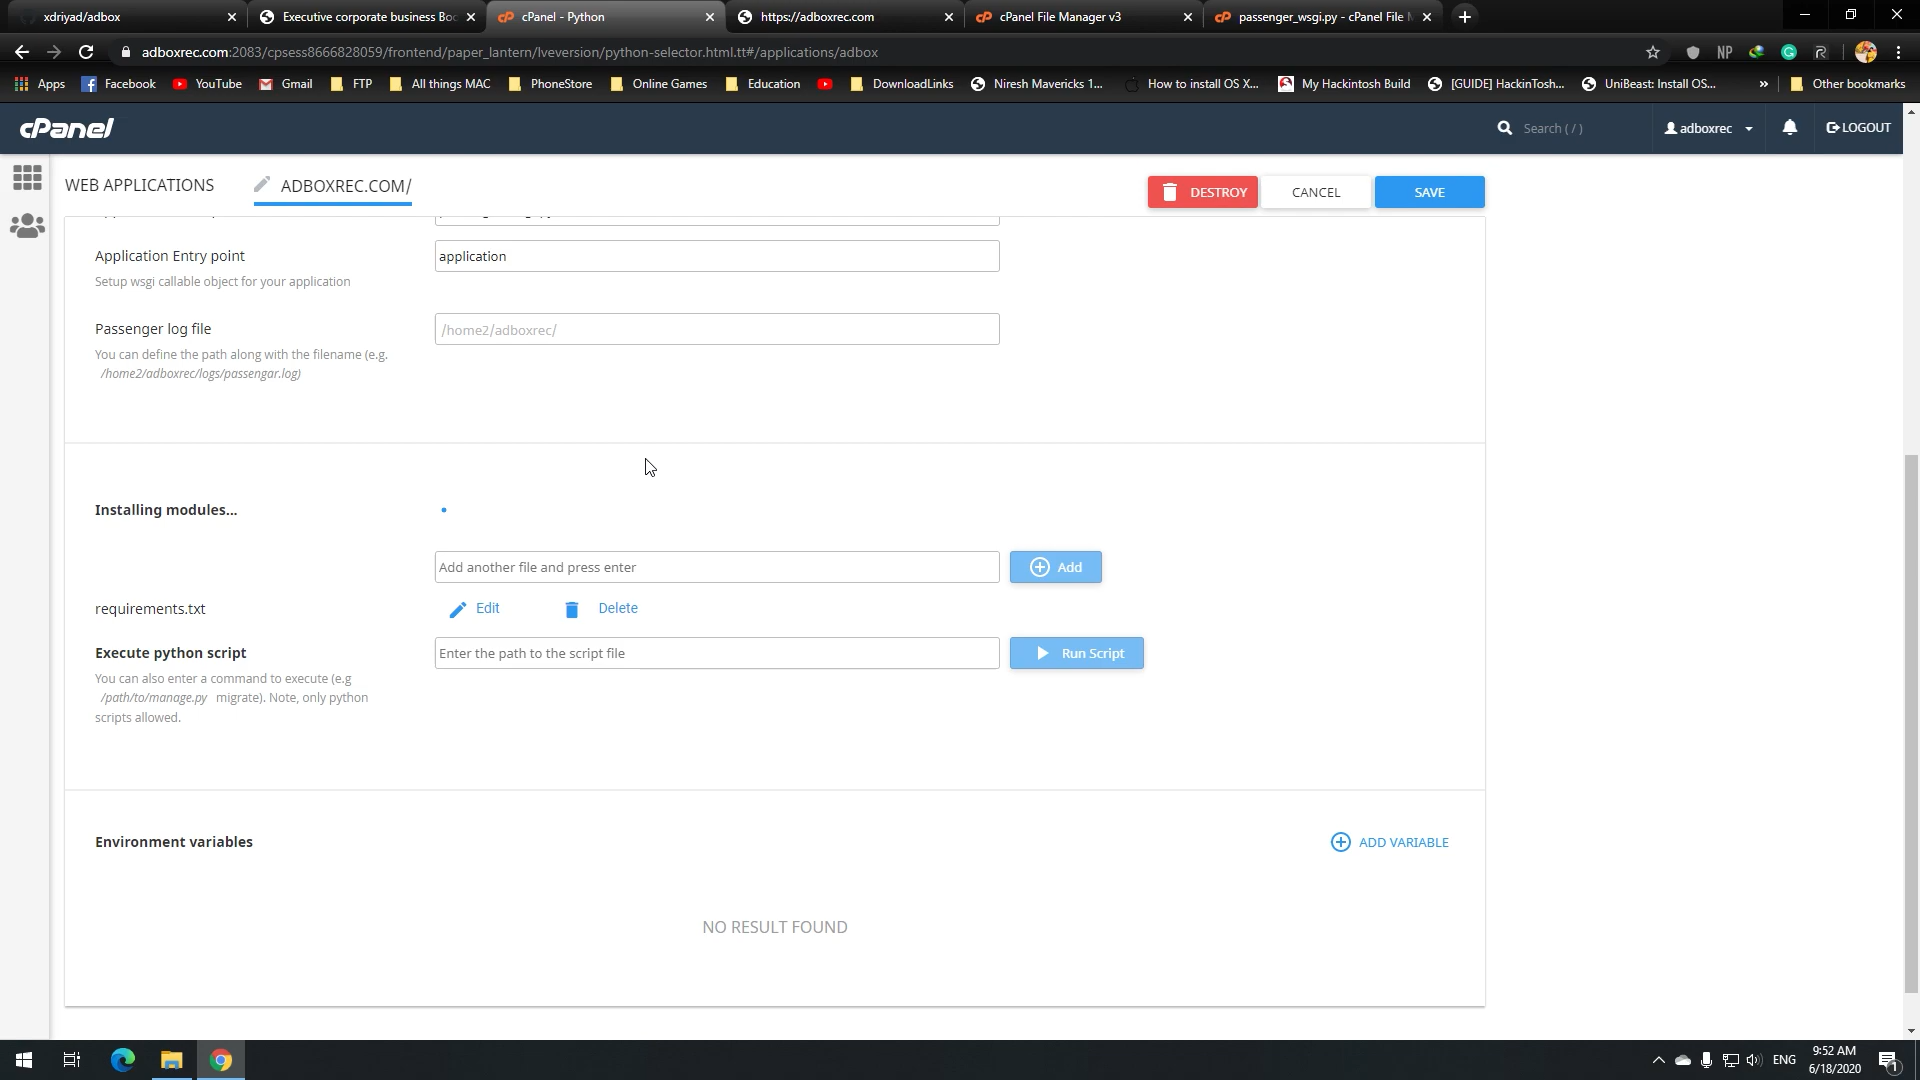 xdriyad/adbox
Executive corporate business Boo
cPanel - Python
https://adboxrec.com
cPanel File Manager v3
passenger_wsgi.py - cPanel File M
adboxrec.com:2083/cpsess8666828059/frontend/paper_lantern/lveversion/python-selector.html.tt#/applications/adbox
NP
Apps
Facebook
YouTube
Gmail
FTP
All things MAC
PhoneStore
Online Games
Education
DownloadLinks
Niresh Mavericks 1...
How to install OS X...
My Hackintosh Build
[GUIDE] HackinTosh...
UniBeast: Install OS...
»
Other bookmarks
cPanel
Search ( / )
adboxrec
LOGOUT
WEB APPLICATIONS
ADBOXREC.COM/
DESTROY
CANCEL
SAVE
Application Entry point
application
Setup wsgi callable object for your application
Passenger log file
/home2/adboxrec/
You can define the path along with the filename (e.g.
/home2/adboxrec/logs/passengar.log)
Installing modules...
Add another file and press enter
Add
requirements.txt
Edit
Delete
Execute python script
Enter the path to the script file
Run Script
You can also enter a command to execute (e.g
/path/to/manage.py migrate). Note, only python
scripts allowed.
Environment variables
ADD VARIABLE
NO RESULT FOUND
ENG
9:52 AM
6/18/2020
1